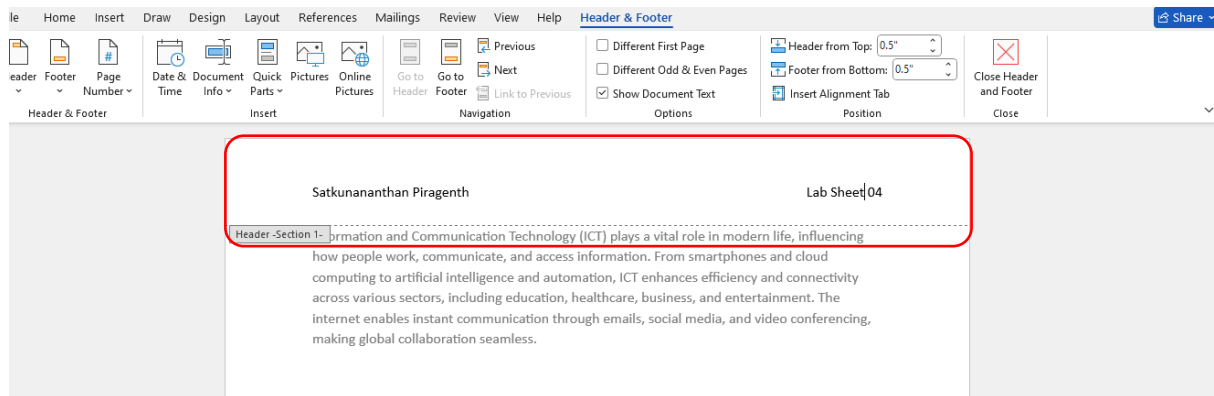 le Home Insert Draw Design Layout References Mailings Review View Help Header & Footer Share
eader Footer Page Number
Date & Time Document Info Quick Parts Pictures Online Pictures
Go to Header Go to Footer
Previous
Next
Link to Previous
Different First Page
Different Odd & Even Pages
Show Document Text
Header from Top: 0.5"
Footer from Bottom: 0.5"
Insert Alignment Tab
Close Header and Footer
Header & Footer Insert Navigation Options Position Close
Satkunananthan Piragenth Lab Sheet 04
Header -Section 1-
ormation and Communication Technology (ICT) plays a vital role in modern life, influencing
how people work, communicate, and access information. From smartphones and cloud
computing to artificial intelligence and automation, ICT enhances efficiency and connectivity
across various sectors, including education, healthcare, business, and entertainment. The
internet enables instant communication through emails, social media, and video conferencing,
making global collaboration seamless.